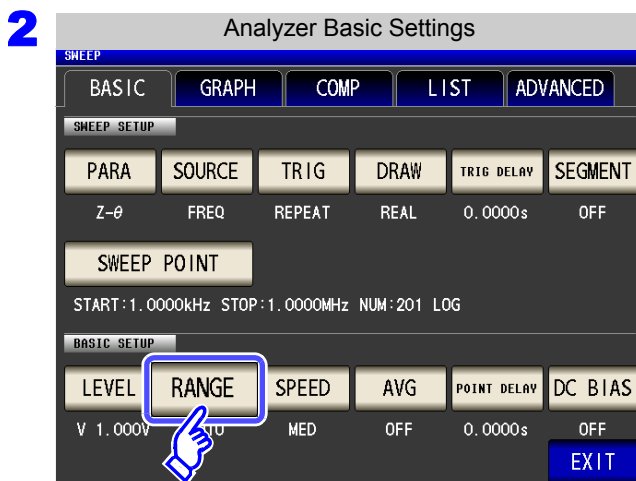 2
Analyzer Basic Settings
SWEEP
BASIC GRAPH COMP LIST ADVANCED
SWEEP SETUP
PARA SOURCE TRIG DRAW TRIG DELAY SEGMENT
Z-θ FREQ REPEAT REAL 0.0000s OFF
SWEEP POINT
START:1.0000kHz STOP:1.0000MHz NUM:201 LOG
BASIC SETUP
LEVEL RANGE SPEED AVG POINT DELAY DC BIAS
V 1.000V MED OFF 0.0000s OFF
EXIT